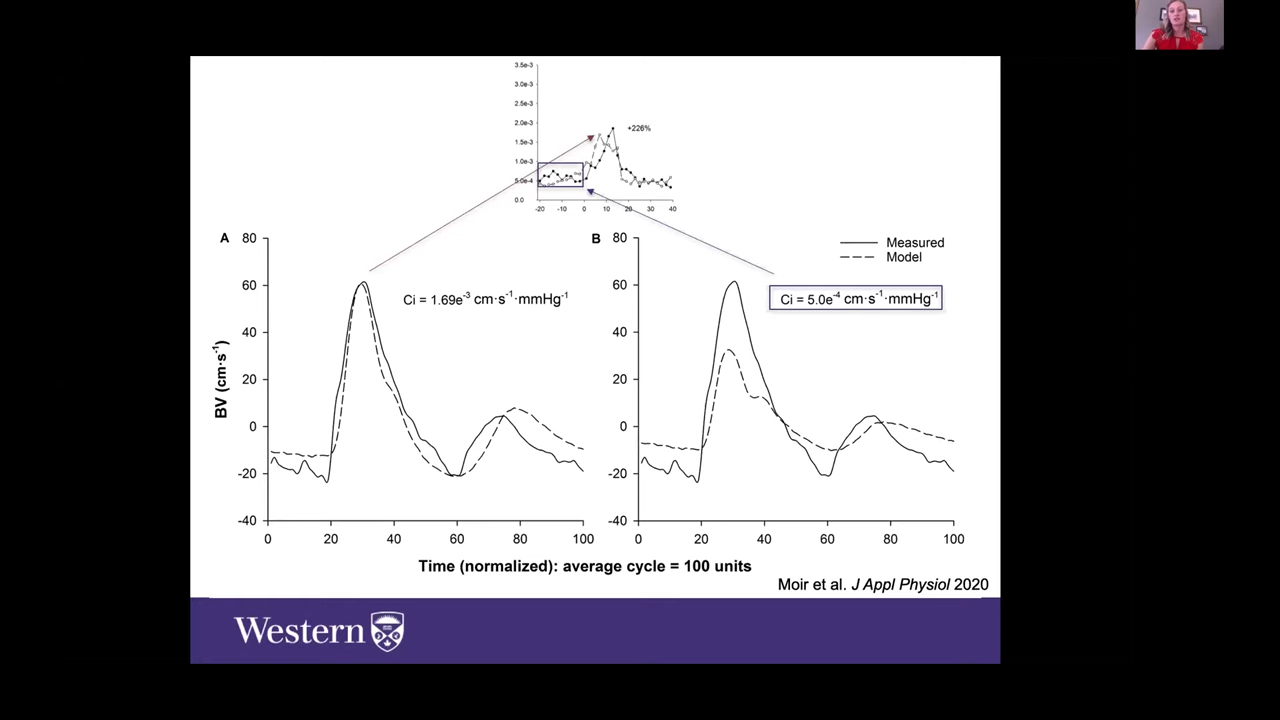 3.5e-3
3.0e-3
2.5e-3
2.0e-3
1.5e-3
1.0e-3
5.0e-4
0.0
+226%
-20 -10 0 10 20 30 40
A
80
60
40
20
0
-20
-40
BV (cm·s⁻¹)
Ci = 1.69e⁻³ cm·s⁻¹·mmHg⁻¹
0 20 40 60 80 100
B
80
60
40
20
0
-20
-40
Measured
Model
Ci = 5.0e⁻⁴ cm·s⁻¹·mmHg⁻¹
0 20 40 60 80 100
Time (normalized): average cycle = 100 units
Moir et al. J Appl Physiol 2020
Western